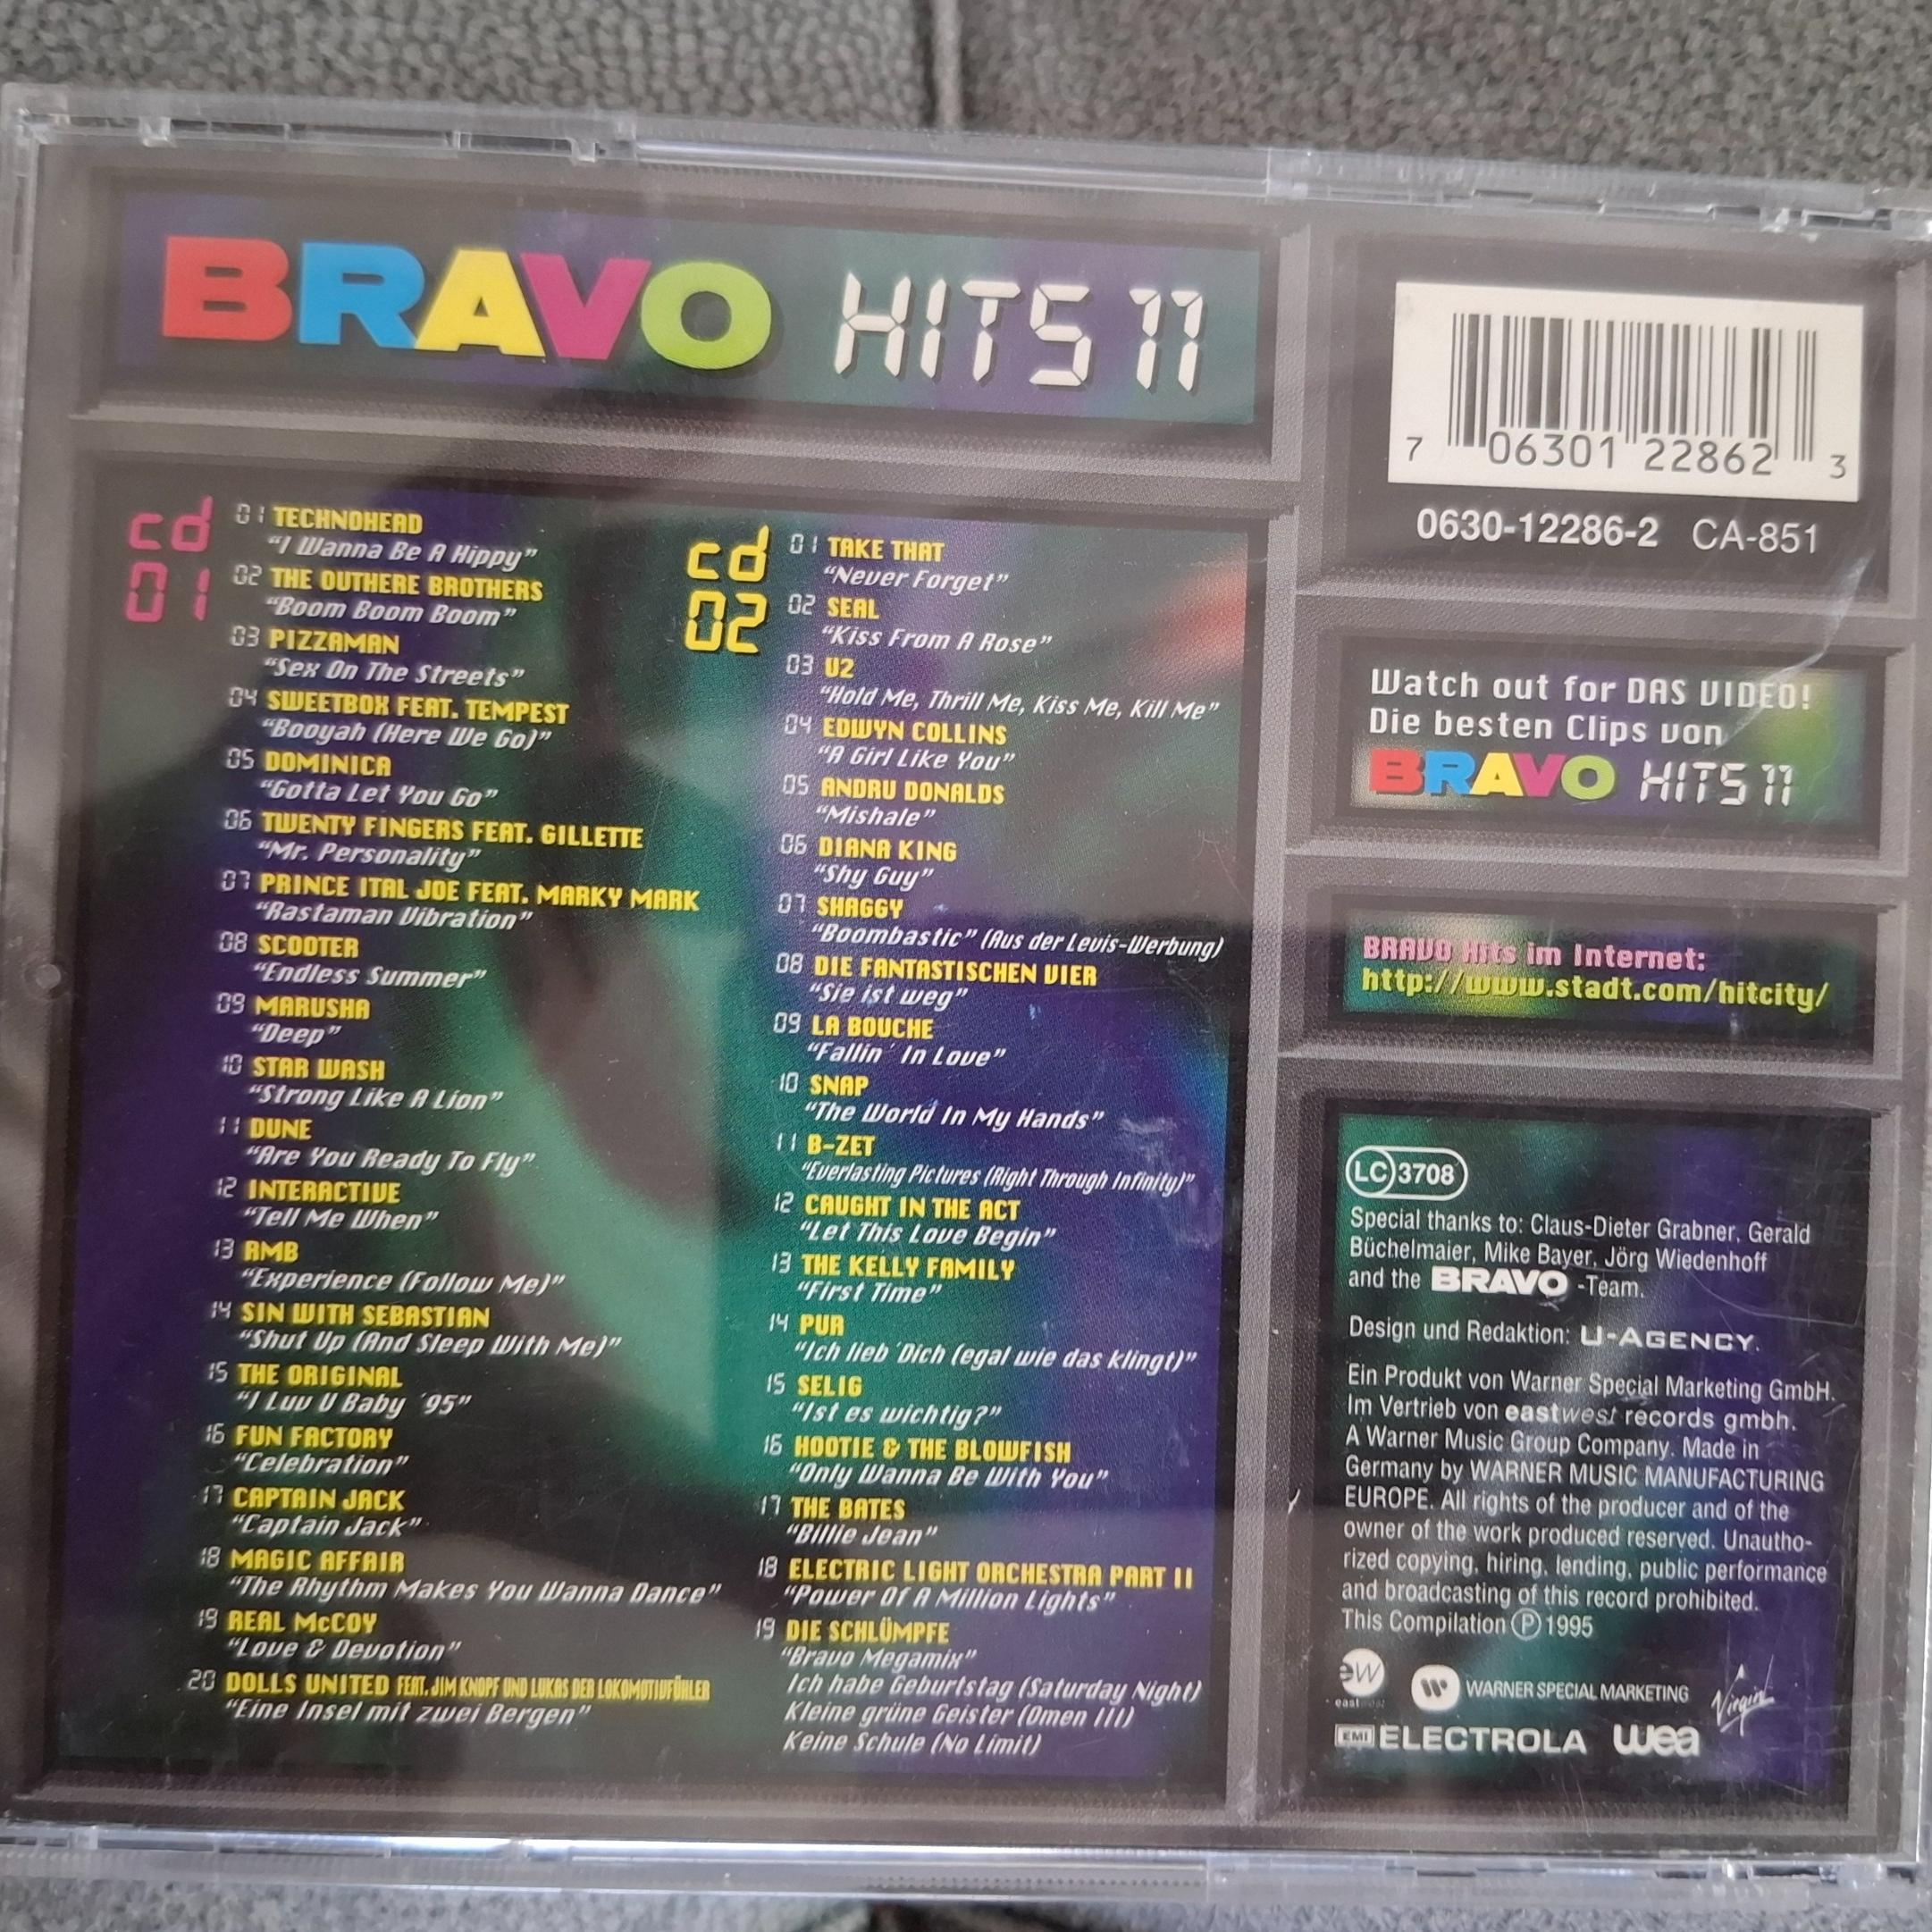 BRAVO HITS 11
cd 01
01 TECHNOHEAD
"I Wanna Be A Hippy"
02 THE OUTHERE BROTHERS
"Boom Boom Boom"
03 PIZZAMAN
"Sex On The Streets"
04 SWEETBOX FEAT. TEMPEST
"Booyah (Here We Go)"
05 DOMINICA
"Gotta Let You Go"
06 TWENTY FINGERS FEAT. GILLETTE
"Mr. Personality"
07 PRINCE ITAL JOE FEAT. MARKY MARK
"Rastaman Vibration"
08 SCOOTER
"Endless Summer"
09 MARUSHA
"Deep"
10 STAR WASH
"Strong Like A Lion"
11 DUNE
"Are You Ready To Fly"
12 INTERACTIVE
"Tell Me When"
13 RMB
"Experience (Follow Me)"
14 SIN WITH SEBASTIAN
"Shut Up (And Sleep With Me)"
15 THE ORIGINAL
"I Luv U Baby ´95"
16 FUN FACTORY
"Celebration"
17 CAPTAIN JACK
"Captain Jack"
18 MAGIC AFFAIR
"The Rhythm Makes You Wanna Dance"
19 REAL McCOY
"Love & Devotion"
20 DOLLS UNITED FEAT. JIM KNOPF UND LUKAS DER LOKOMOTIVFÜHLER
"Eine Insel mit zwei Bergen"
cd 02
01 TAKE THAT
"Never Forget"
02 SEAL
"Kiss From A Rose"
03 U2
"Hold Me, Thrill Me, Kiss Me, Kill Me"
04 EDWYN COLLINS
"A Girl Like You"
05 ANDRU DONALDS
"Mishale"
06 DIANA KING
"Shy Guy"
07 SHAGGY
"Boombastic" (Aus der Levis-Werbung)
08 DIE FANTASTISCHEN VIER
"Sie ist weg"
09 LA BOUCHE
"Fallin´ In Love"
10 SNAP
"The World In My Hands"
11 B-ZET
"Everlasting Pictures (Right Through Infinity)"
12 CAUGHT IN THE ACT
"Let This Love Begin"
13 THE KELLY FAMILY
"First Time"
14 PUR
"Ich lieb´Dich (egal wie das klingt)"
15 SELIG
"Ist es wichtig?"
16 HOOTIE & THE BLOWFISH
"Only Wanna Be With You"
17 THE BATES
"Billie Jean"
18 ELECTRIC LIGHT ORCHESTRA PART II
"Power Of A Million Lights"
19 DIE SCHLÜMPFE
"Bravo Megamix"
Ich habe Geburtstag (Saturday Night)
Kleine grüne Geister (Omen III)
Keine Schule (No Limit)
7 06301 22862 3
0630-12286-2 CA-851
Watch out for DAS VIDEO!
Die besten Clips von
BRAVO HITS 11
BRAVO Hits im Internet:
http://www.stadt.com/hitcity/
LC 3708
Special thanks to: Claus-Dieter Grabner, Gerald
Büchelmaier, Mike Bayer, Jörg Wiedenhoff
and the BRAVO -Team.
Design und Redaktion: U-AGENCY.
Ein Produkt von Warner Special Marketing GmbH.
Im Vertrieb von eastwest records gmbh.
A Warner Music Group Company. Made in
Germany by WARNER MUSIC MANUFACTURING
EUROPE. All rights of the producer and of the
owner of the work produced reserved. Unautho-
rized copying, hiring, lending, public performance
and broadcasting of this record prohibited.
This Compilation ℗ 1995
ew
eastwest
WARNER SPECIAL MARKETING
Virgin
EMI ELECTROLA wea